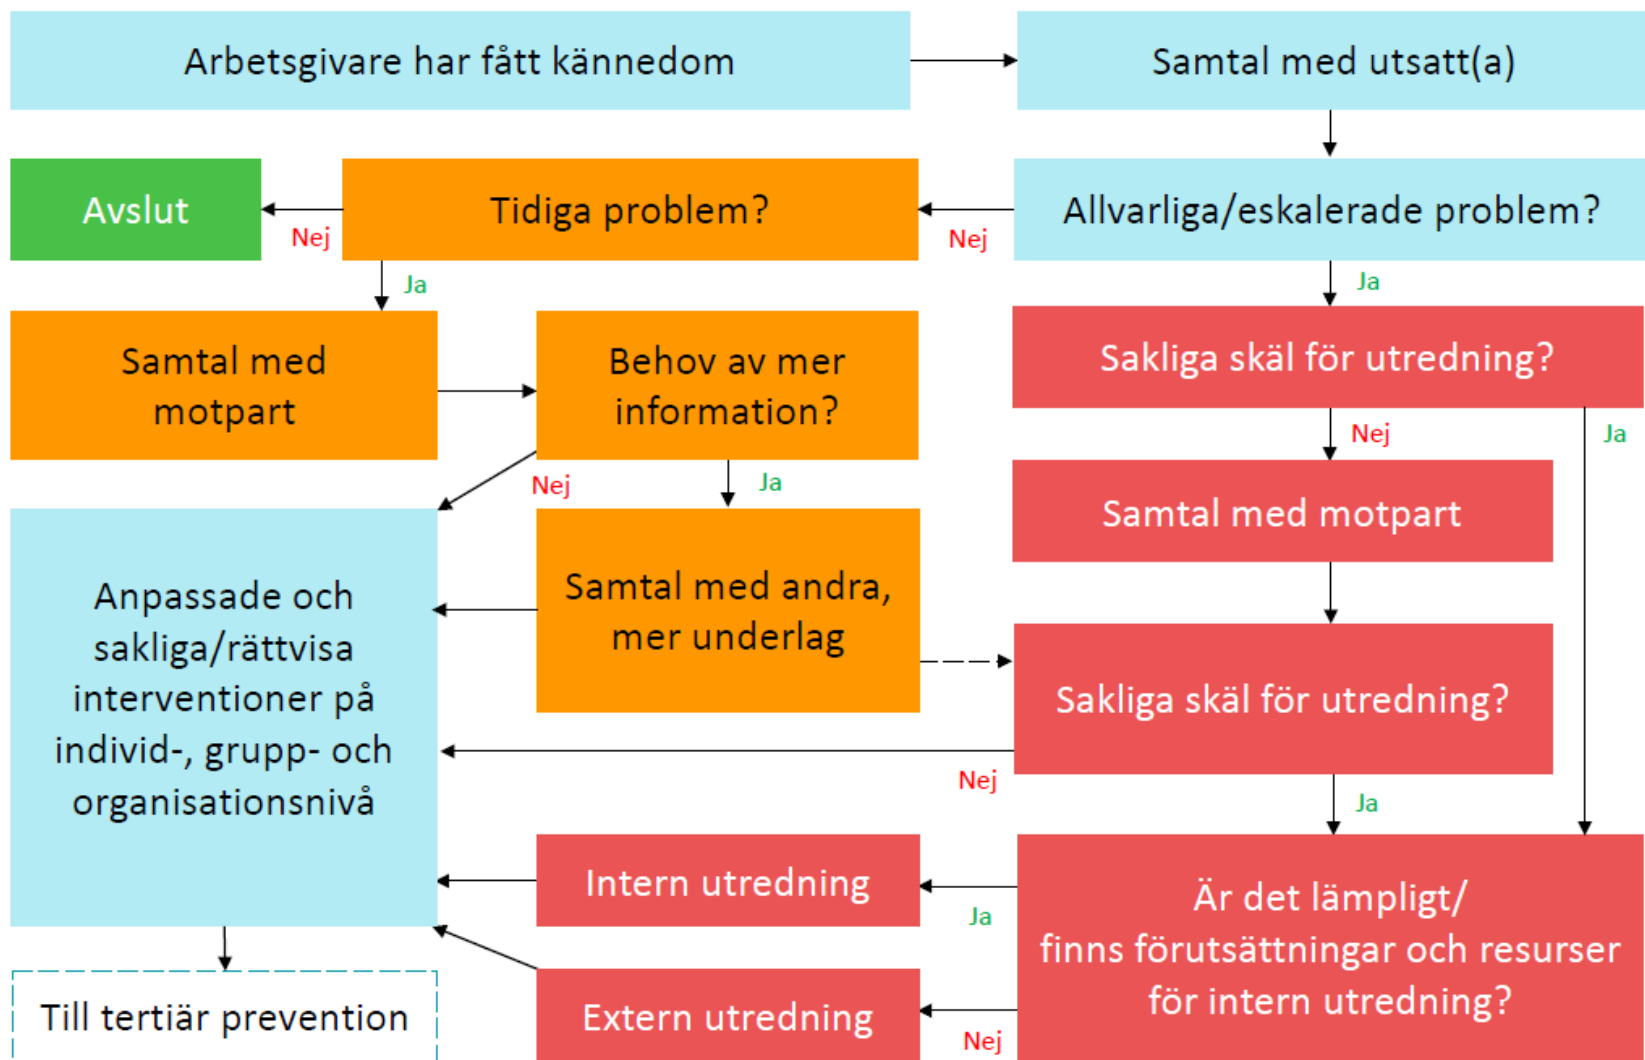 Arbetsgivare har fått kännedom
Samtal med utsatt(a)
Avslut
Nej
Tidiga problem?
Nej
Allvarliga/eskalerade problem?
Ja
Ja
Samtal med
motpart
Behov av mer
information?
Sakliga skäl för utredning?
Nej
Ja
Nej
Ja
Samtal med motpart
Anpassade och
sakliga/rättvisa
interventioner på
individ-, grupp- och
organisationsnivå
Samtal med andra,
mer underlag
Sakliga skäl för utredning?
Nej
Ja
Intern utredning
Ja
Är det lämpligt/
finns förutsättningar och resurser
för intern utredning?
Till tertiär prevention
Extern utredning
Nej